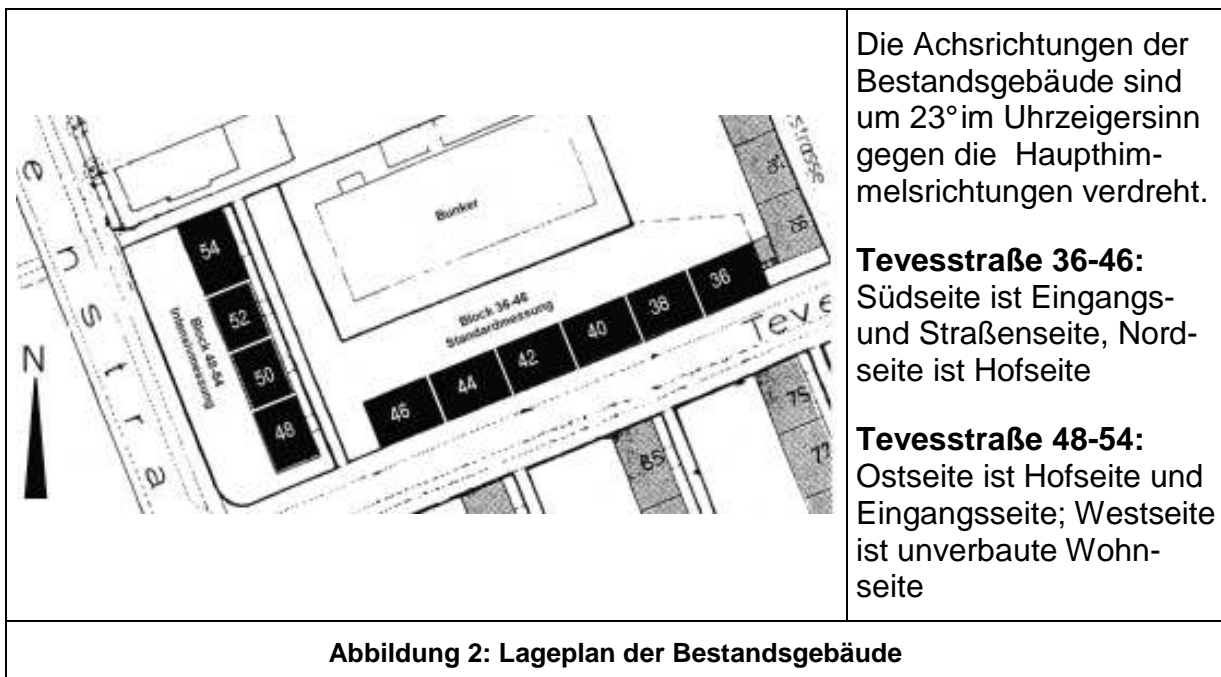 enstra
N
54
52
50
48
Block 48-54
Intensivmessung
Bunker
Block 36-46
Standardmessung
46
44
42
40
38
36
Teve
strasse
75
Die Achsrichtungen der
Bestandsgebäude sind
um 23° im Uhrzeigersinn
gegen die Haupthim-
melsrichtungen verdreht.
Tevesstraße 36-46:
Südseite ist Eingangs-
und Straßenseite, Nord-
seite ist Hofseite
Tevesstraße 48-54:
Ostseite ist Hofseite und
Eingangsseite; Westseite
ist unverbaute Wohn-
seite
Abbildung 2: Lageplan der Bestandsgebäude